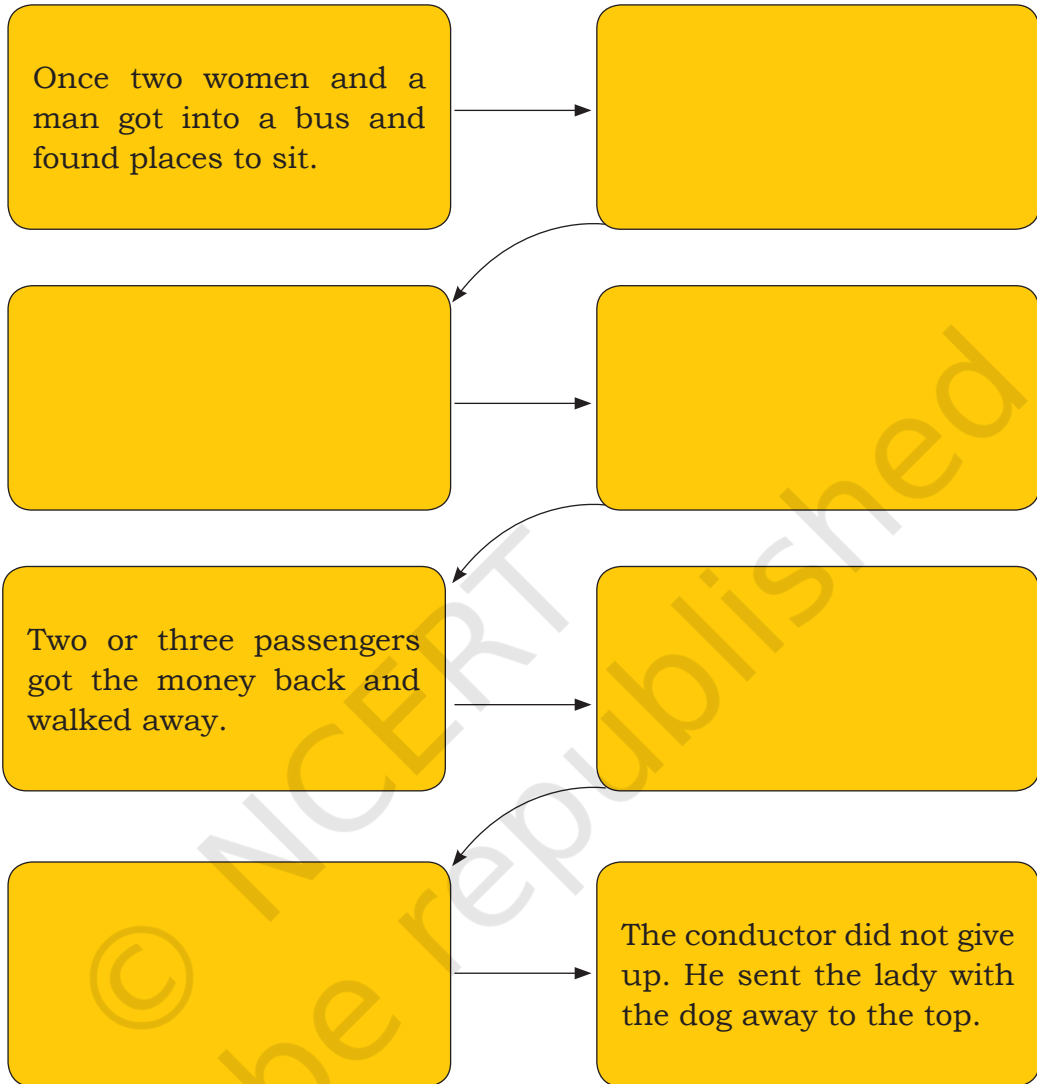 Once two women and a
man got into a bus and
found places to sit.
Two or three passengers
got the money back and
walked away.
The conductor did not give
up. He sent the lady with
the dog away to the top.
© NCERT
be republished